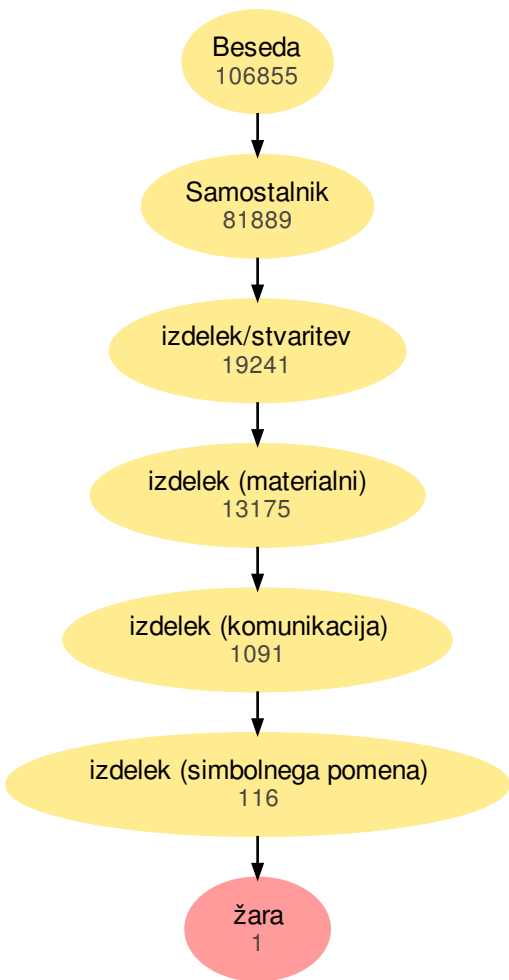 Beseda
106855
Samostalnik
81889
izdelek/stvaritev
19241
izdelek (materialni)
13175
izdelek (komunikacija)
1091
izdelek (simbolnega pomena)
116
žara
1